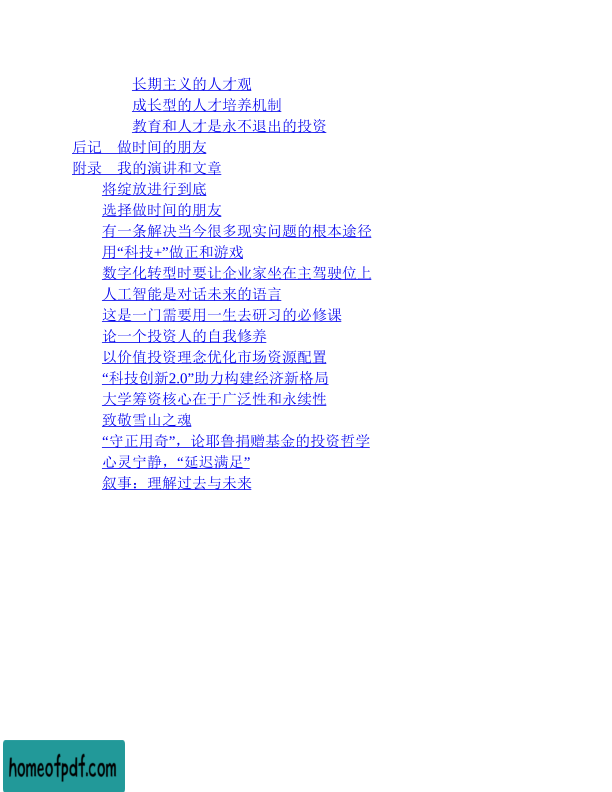 长期主义的人才观
成长型的人才培养机制
教育和人才是永不退出的投资
后记　做时间的朋友
附录　我的演讲和文章
将绽放进行到底
选择做时间的朋友
有一条解决当今很多现实问题的根本途径
用“科技+”做正和游戏
数字化转型时要让企业家坐在主驾驶位上
人工智能是对话未来的语言
这是一门需要用一生去研习的必修课
论一个投资人的自我修养
以价值投资理念优化市场资源配置
“科技创新2.0”助力构建经济新格局
大学筹资核心在于广泛性和永续性
致敬雪山之魂
“守正用奇”，论耶鲁捐赠基金的投资哲学
心灵宁静，“延迟满足”
叙事：理解过去与未来
homeofpdf.com